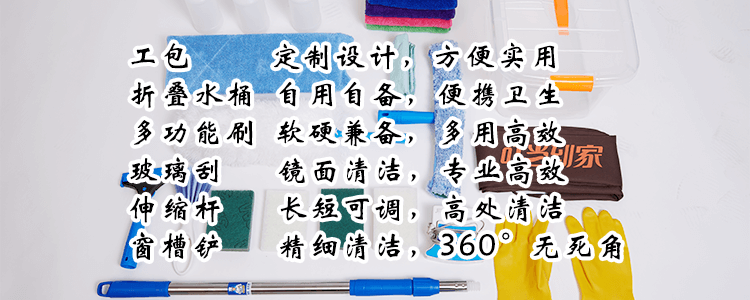 工包 定制设计，方便实用
折叠水桶 自用自备，便携卫生
多功能刷 软硬兼备，多用高效
玻璃刮 镜面清洁，专业高效
伸缩杆 长短可调，高处清洁
窗槽铲 精细清洁，360°无死角